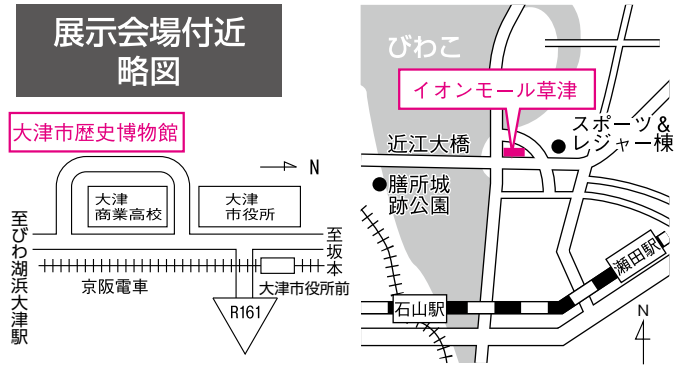 展示会場付近
略図
大津市歴史博物館
N
大津
商業高校
大津
市役所
至びわ湖浜大津駅
至坂本
京阪電車
大津市役所前
R161
びわこ
イオンモール草津
スポーツ&
レジャー棟
近江大橋
膳所城
跡公園
瀬田駅
石山駅
N